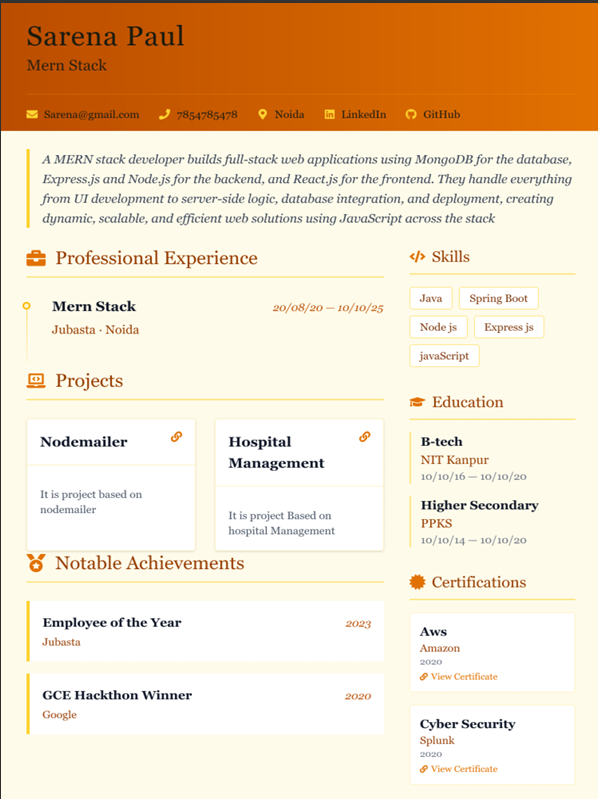 Sarena Paul
Mern Stack
Sarena@gmail.com 7854785478 Noida LinkedIn GitHub
A MERN stack developer builds full-stack web applications using MongoDB for the database,
Express.js and Node.js for the backend, and React.js for the frontend. They handle everything
from UI development to server-side logic, database integration, and deployment, creating
dynamic, scalable, and efficient web solutions using JavaScript across the stack
Professional Experience
Mern Stack 20/08/20 — 10/10/25
Jubasta · Noida
Projects
Nodemailer
It is project based on
nodemailer
Hospital
Management
It is project Based on
hospital Management
Notable Achievements
Employee of the Year 2023
Jubasta
GCE Hackthon Winner 2020
Google
Skills
Java Spring Boot
Node js Express js
javaScript
Education
B-tech
NIT Kanpur
10/10/16 — 10/10/20
Higher Secondary
PPKS
10/10/14 — 10/10/20
Certifications
Aws
Amazon
2020
View Certificate
Cyber Security
Splunk
2020
View Certificate